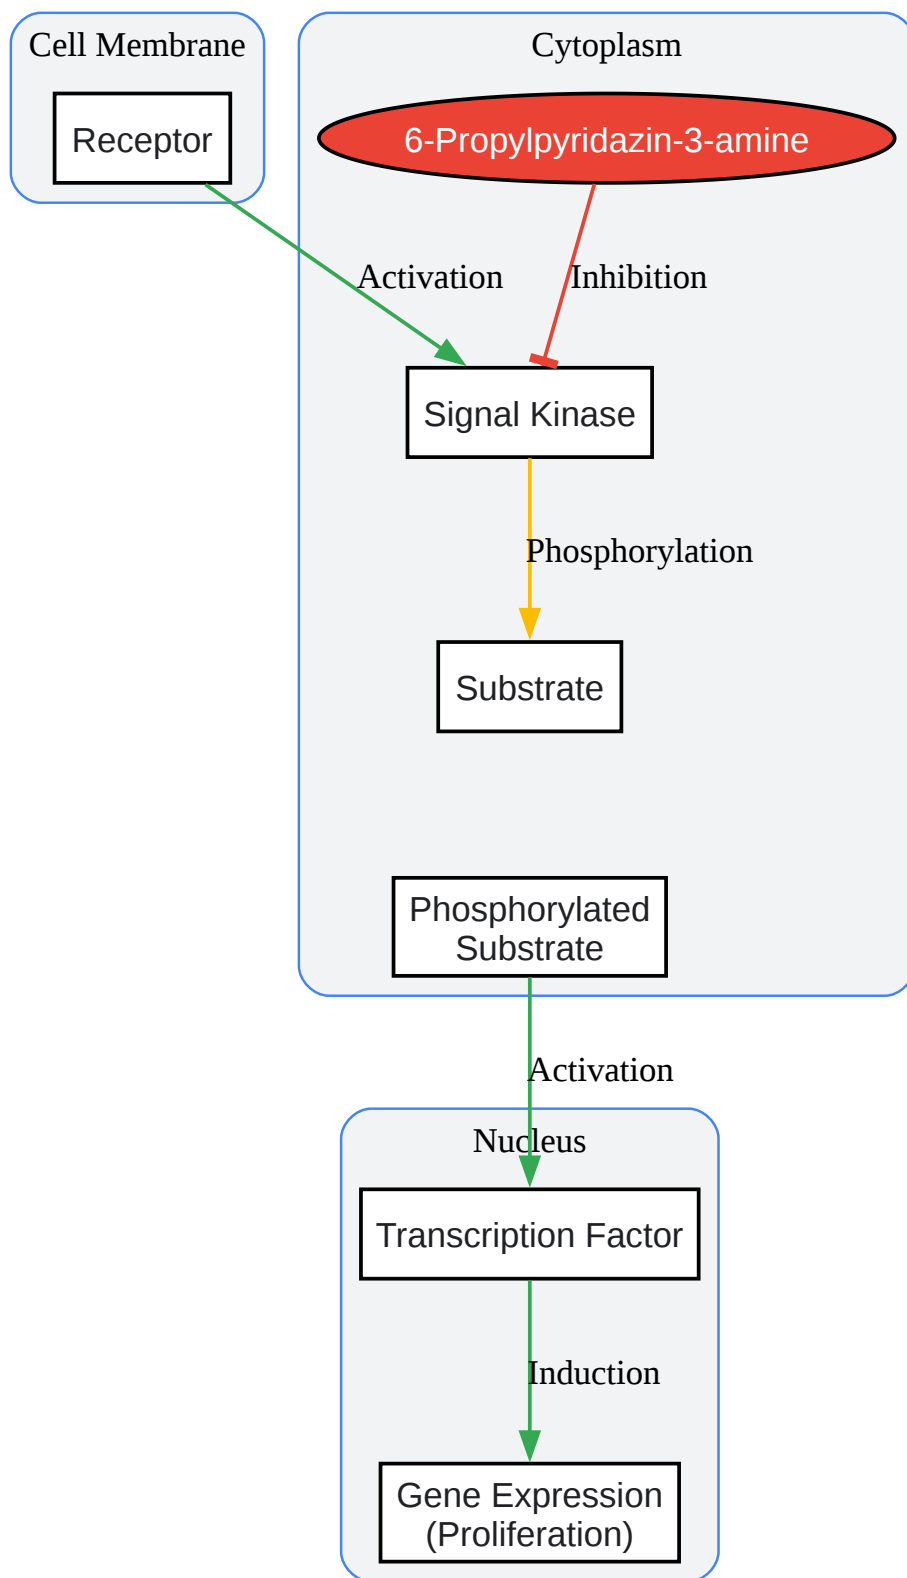 Cell Membrane
Receptor
Cytoplasm
6-Propylpyridazin-3-amine
Activation
Inhibition
Signal Kinase
Phosphorylation
Substrate
Phosphorylated
Substrate
Activation
Nucleus
Transcription Factor
Induction
Gene Expression
(Proliferation)